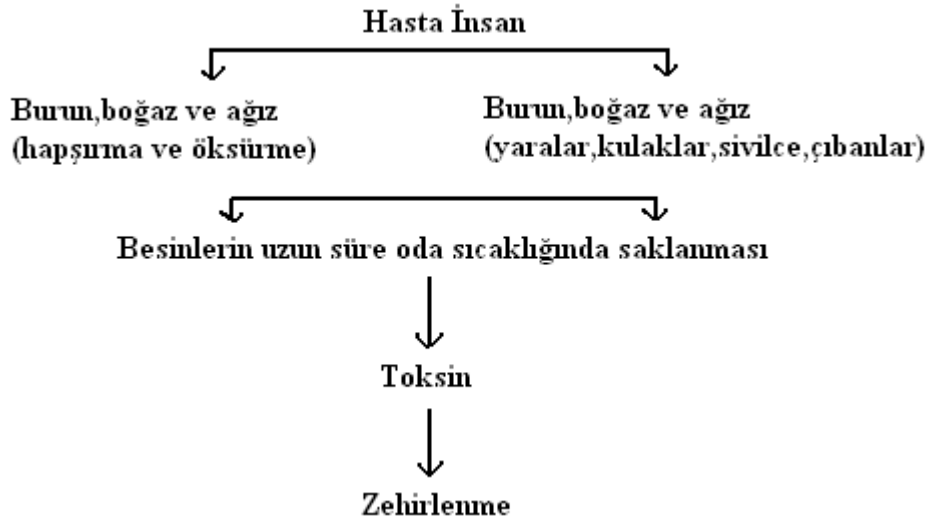 Hasta İnsan
Burun,boğaz ve ağız
(hapşırma ve öksürme)
Burun,boğaz ve ağız
(yaralar,kulaklar,sivilce,çıbanlar)
Besinlerin uzun süre oda sıcaklığında saklanması
Toksin
Zehirlenme